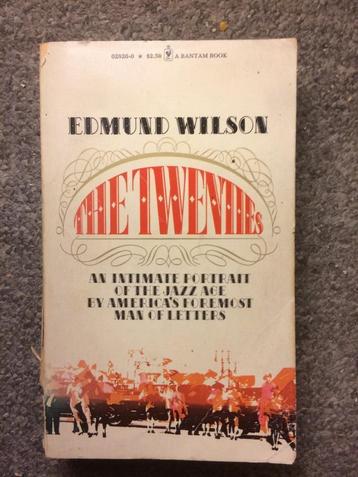 02820-0 ★ $2.50 A BANTAM BOOK
EDMUND WILSON
THE TWENTIES
AN INTIMATE PORTRAIT
OF THE JAZZ AGE
BY AMERICA'S FOREMOST
MAN OF LETTERS